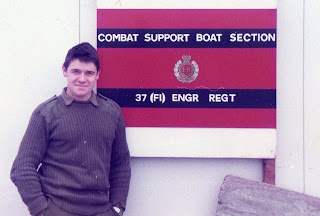 COMBAT SUPPORT BOAT SECTION
37 (FI) ENGR REGT